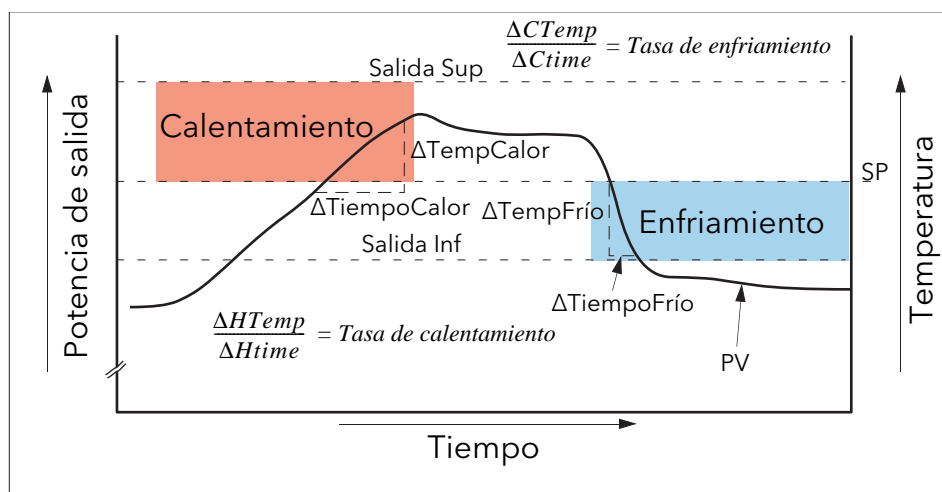 ΔCTemp
ΔCtime
= Tasa de enfriamiento
Salida Sup
Calentamiento
ΔTempCalor
SP
ΔTiempoCalor
ΔTempFrío
Enfriamiento
Salida Inf
ΔTiempoFrío
ΔHTemp
ΔHtime
= Tasa de calentamiento
PV
Potencia de salida
Temperatura
Tiempo